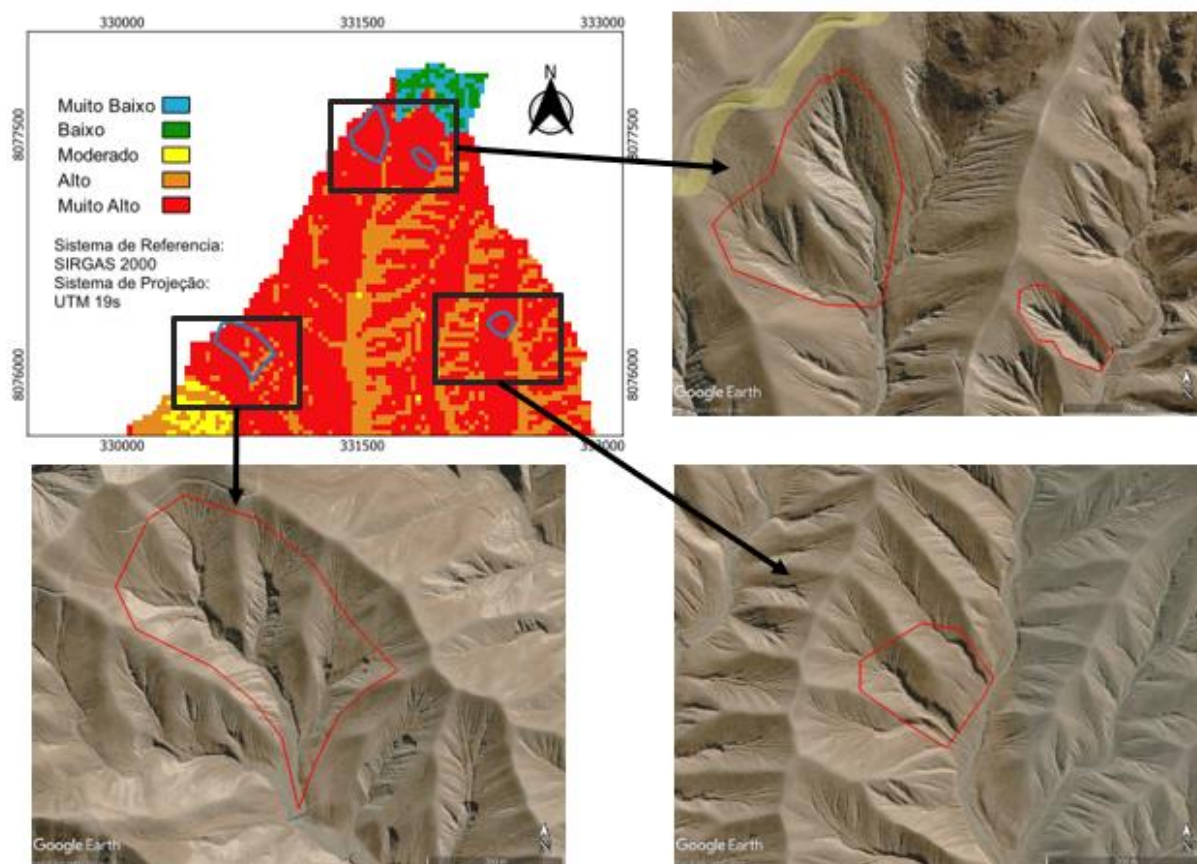 330000 331500 333000
8077500
8076000
Muito Baixo
Baixo
Moderado
Alto
Muito Alto
Sistema de Referencia:
SIRGAS 2000
Sistema de Projeção:
UTM 19s
N
8077500
8076000
330000 331500 333000
Google Earth
Google Earth
Google Earth